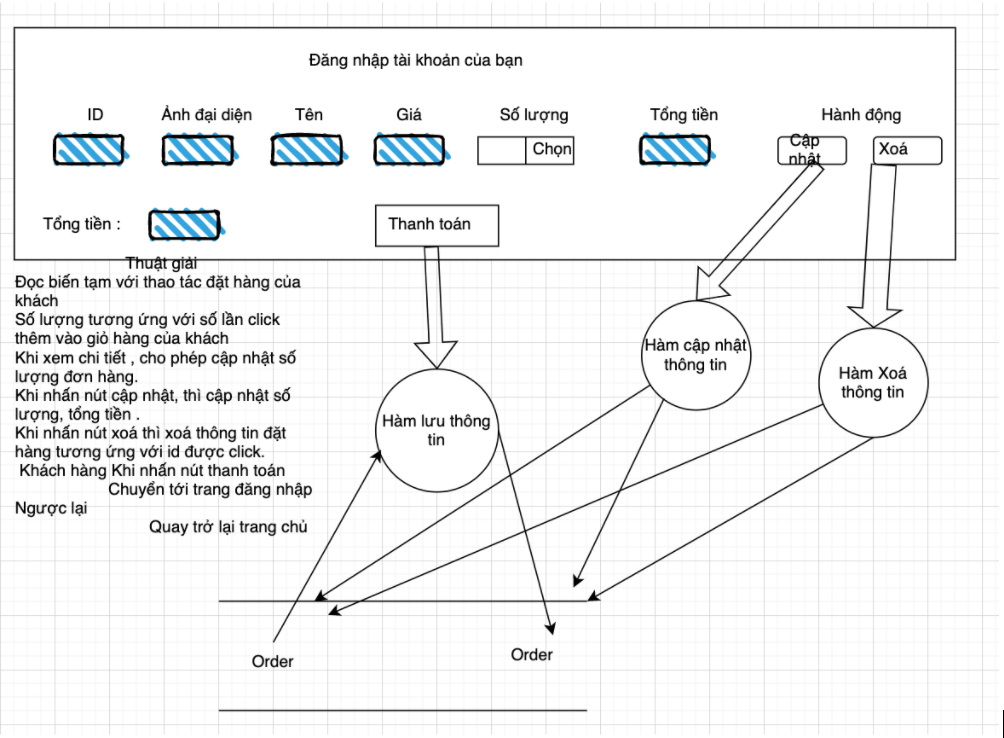 Đăng nhập tài khoản của bạn
ID
Ảnh đại diện
Tên
Giá
Số lượng
Tổng tiền
Hành động
Chọn
Cập
nhật
Xoá
Tổng tiền :
Thanh toán
Thuật giải
Đọc biến tạm với thao tác đặt hàng của
khách
Số lượng tương ứng với số lần click
thêm vào giỏ hàng của khách
Khi xem chi tiết , cho phép cập nhật số
lượng đơn hàng.
Khi nhấn nút cập nhật, thì cập nhật số
lượng, tổng tiền .
Khi nhấn nút xoá thì xoá thông tin đặt
hàng tương ứng với id được click.
Khách hàng Khi nhấn nút thanh toán
Chuyển tới trang đăng nhập
Ngược lại
Quay trở lại trang chủ
Hàm lưu thông
tin
Hàm cập nhật
thông tin
Hàm Xoá
thông tin
Order
Order